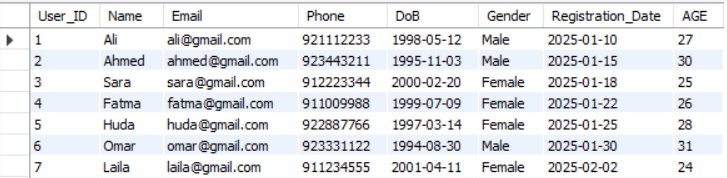 User_ID Name Email Phone DoB Gender Registration_Date AGE
1 Ali ali@gmail.com 921112233 1998-05-12 Male 2025-01-10 27
2 Ahmed ahmed@gmail.com 923443211 1995-11-03 Male 2025-01-15 30
3 Sara sara@gmail.com 912223344 2000-02-20 Female 2025-01-18 25
4 Fatma fatma@gmail.com 911009988 1999-07-09 Female 2025-01-22 26
5 Huda huda@gmail.com 922887766 1997-03-14 Female 2025-01-25 28
6 Omar omar@gmail.com 923331122 1994-08-30 Male 2025-01-30 31
7 Laila laila@gmail.com 911234555 2001-04-11 Female 2025-02-02 24